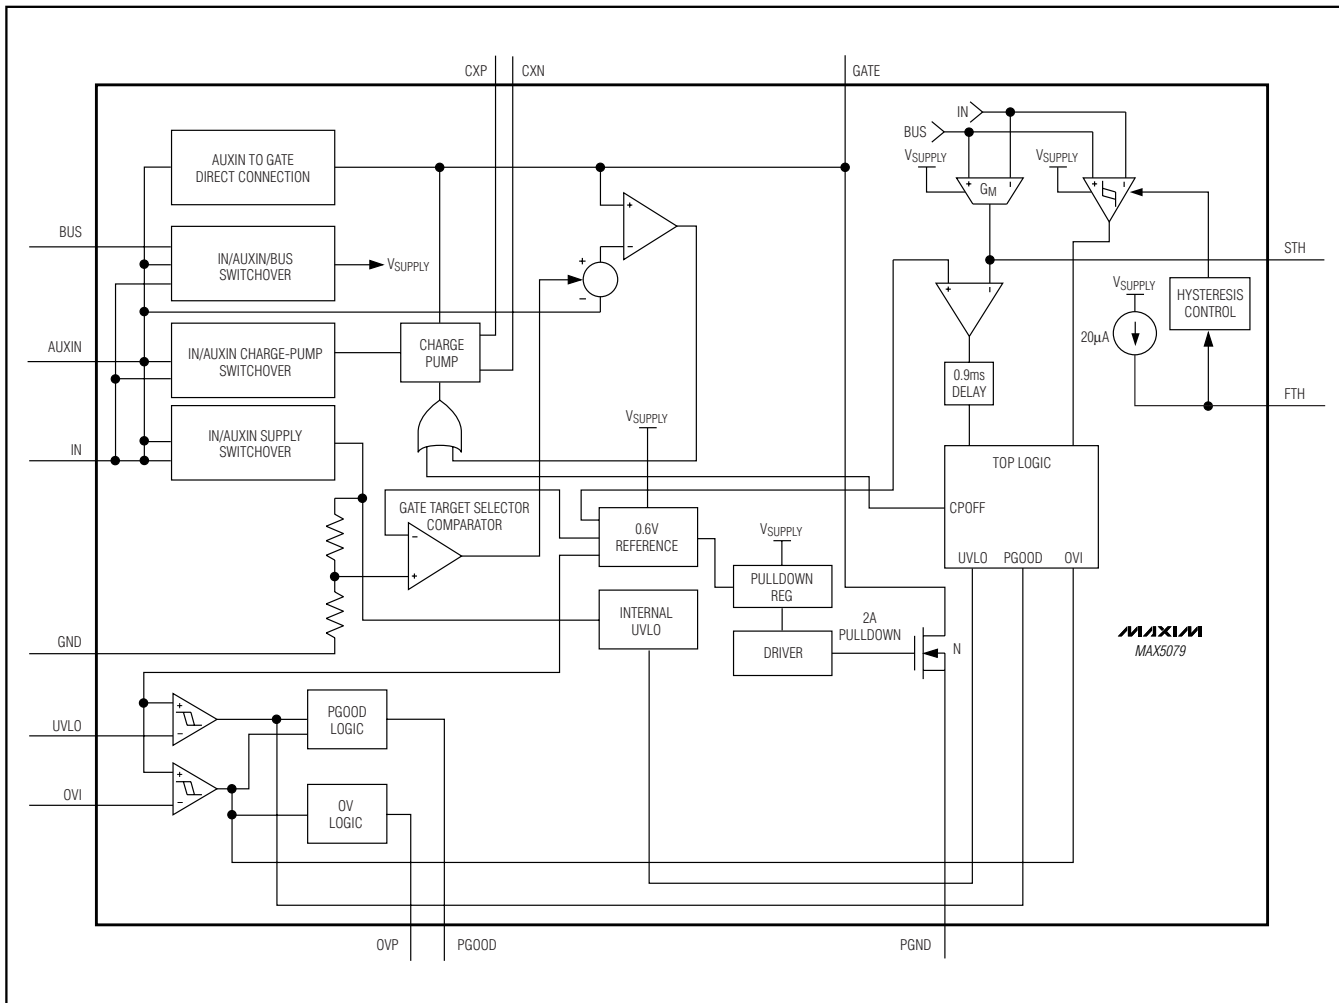 CXP
CXN
GATE
IN
BUS
VSUPPLY
VSUPPLY
AUXIN TO GATE
DIRECT CONNECTION
+
-
GM
+
-
+
-
BUS
IN/AUXIN/BUS
SWITCHOVER
VSUPPLY
+
-
STH
+
-
VSUPPLY
HYSTERESIS
CONTROL
20µA
AUXIN
IN/AUXIN CHARGE-PUMP
SWITCHOVER
CHARGE
PUMP
0.9ms
DELAY
FTH
IN
IN/AUXIN SUPPLY
SWITCHOVER
VSUPPLY
TOP LOGIC
CPOFF
UVLO
PGOOD
OVI
GATE TARGET SELECTOR
COMPARATOR
-
+
0.6V
REFERENCE
VSUPPLY
PULLDOWN
REG
INTERNAL
UVLO
2A
PULLDOWN
DRIVER
N
MAXIM
MAX5079
GND
UVLO
+
-
PGOOD
LOGIC
OVI
+
-
OV
LOGIC
OVP
PGOOD
PGND